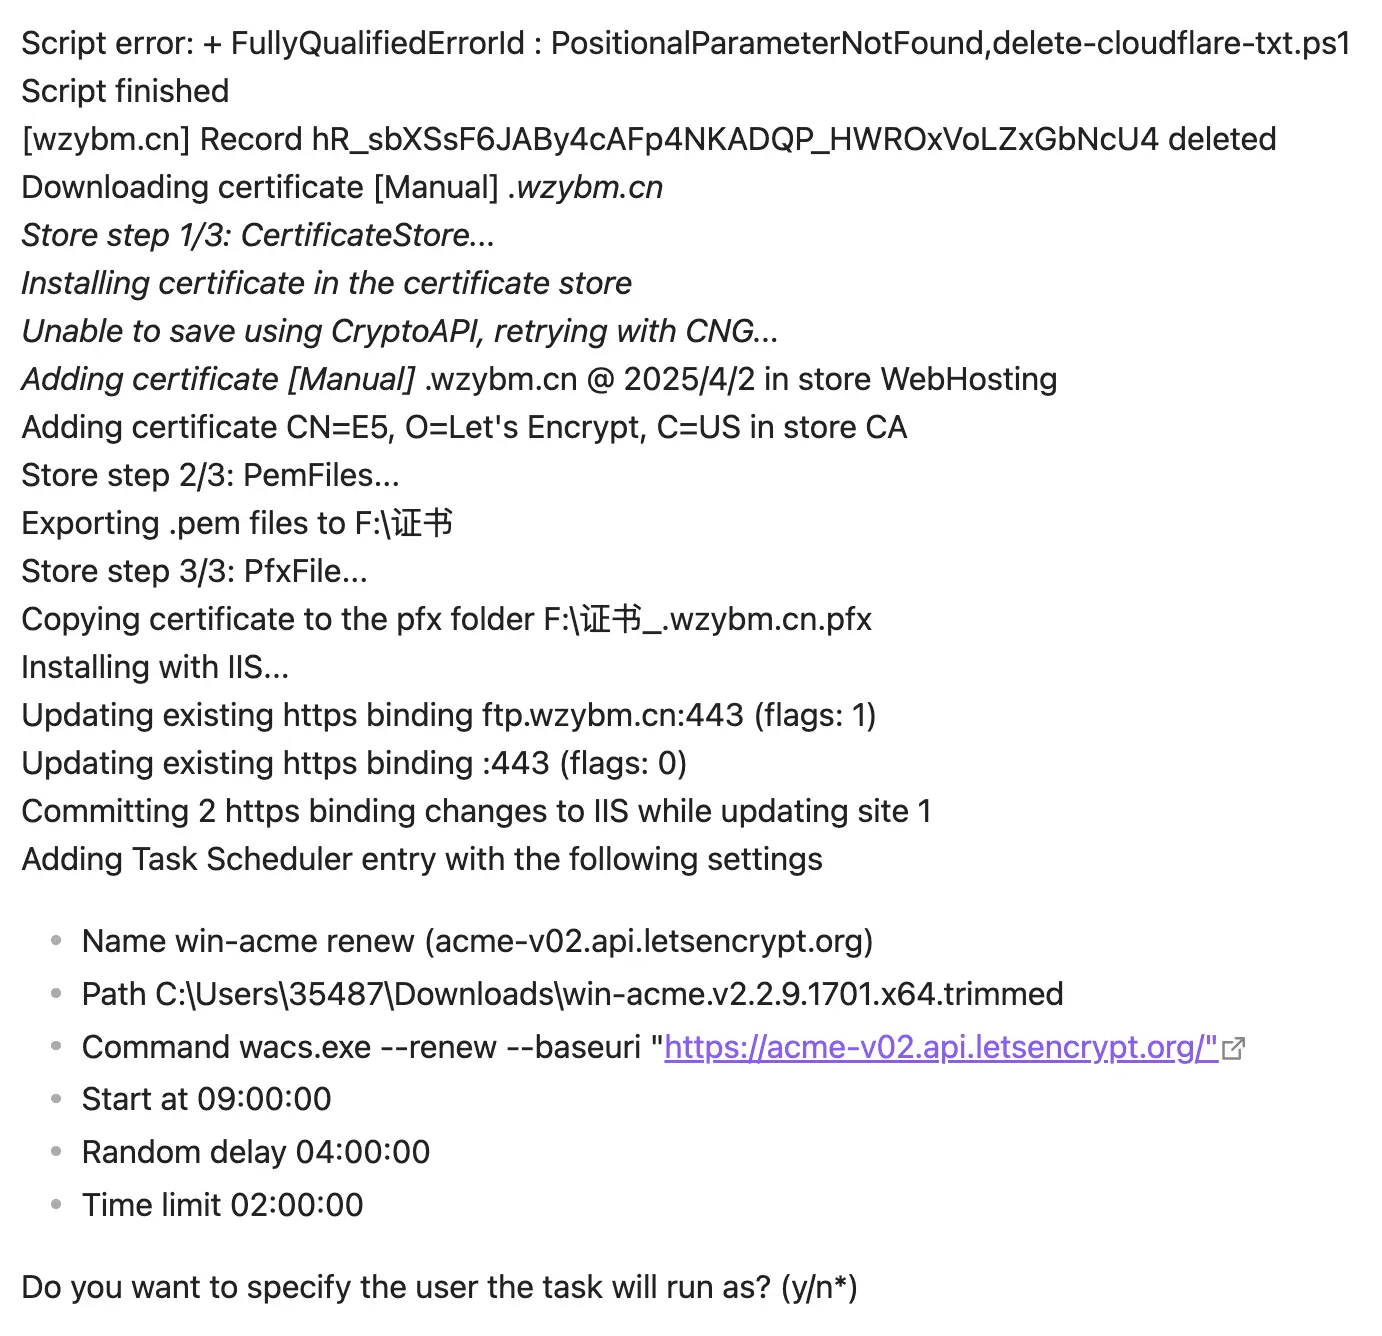 Script error: + FullyQualifiedErrorId : PositionalParameterNotFound,delete-cloudflare-txt.ps1
Script finished
[wzybm.cn] Record hR_sbXSsF6JABy4cAFp4NKADQP_HWROxVoLZxGbNcU4 deleted
Downloading certificate [Manual] .wzybm.cn
Store step 1/3: CertificateStore...
Installing certificate in the certificate store
Unable to save using CryptoAPI, retrying with CNG...
Adding certificate [Manual] .wzybm.cn @ 2025/4/2 in store WebHosting
Adding certificate CN=E5, O=Let's Encrypt, C=US in store CA
Store step 2/3: PemFiles...
Exporting .pem files to F:\证书
Store step 3/3: PfxFile...
Copying certificate to the pfx folder F:\证书_.wzybm.cn.pfx
Installing with IIS...
Updating existing https binding ftp.wzybm.cn:443 (flags: 1)
Updating existing https binding :443 (flags: 0)
Committing 2 https binding changes to IIS while updating site 1
Adding Task Scheduler entry with the following settings
• Name win-acme renew (acme-v02.api.letsencrypt.org)
• Path C:\Users\35487\Downloads\win-acme.v2.2.9.1701.x64.trimmed
• Command wacs.exe --renew --baseuri "https://acme-v02.api.letsencrypt.org/"
• Start at 09:00:00
• Random delay 04:00:00
• Time limit 02:00:00
Do you want to specify the user the task will run as? (y/n*)